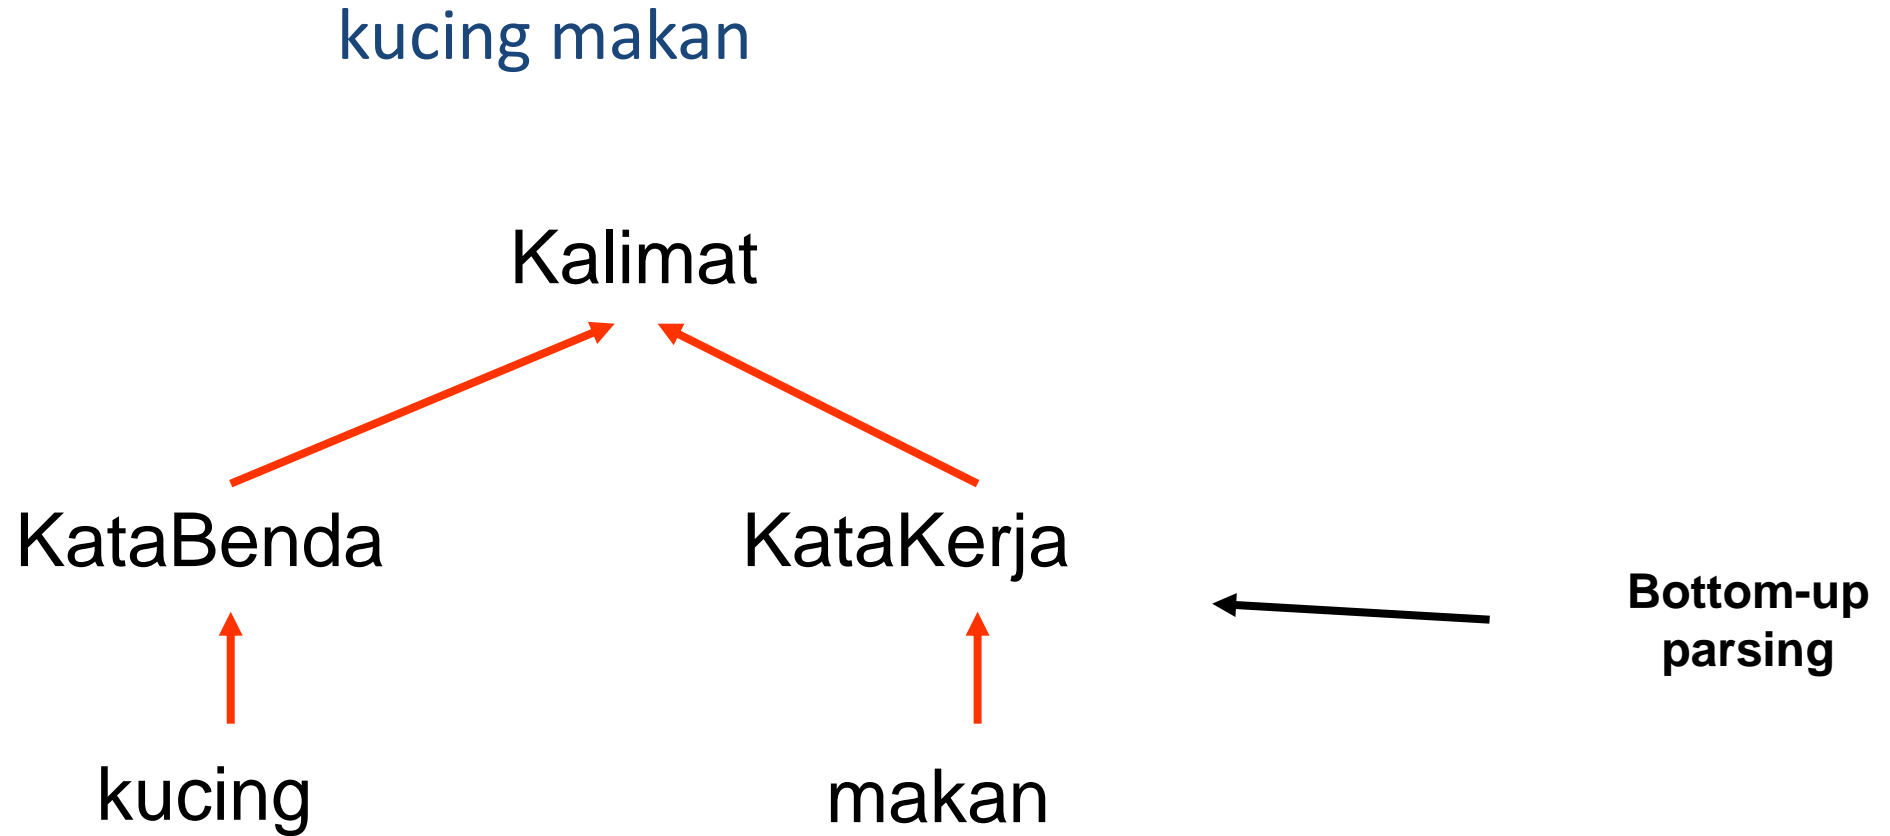 kucing makan
Kalimat
KataBenda
KataKerja
Bottom-up
parsing
kucing
makan